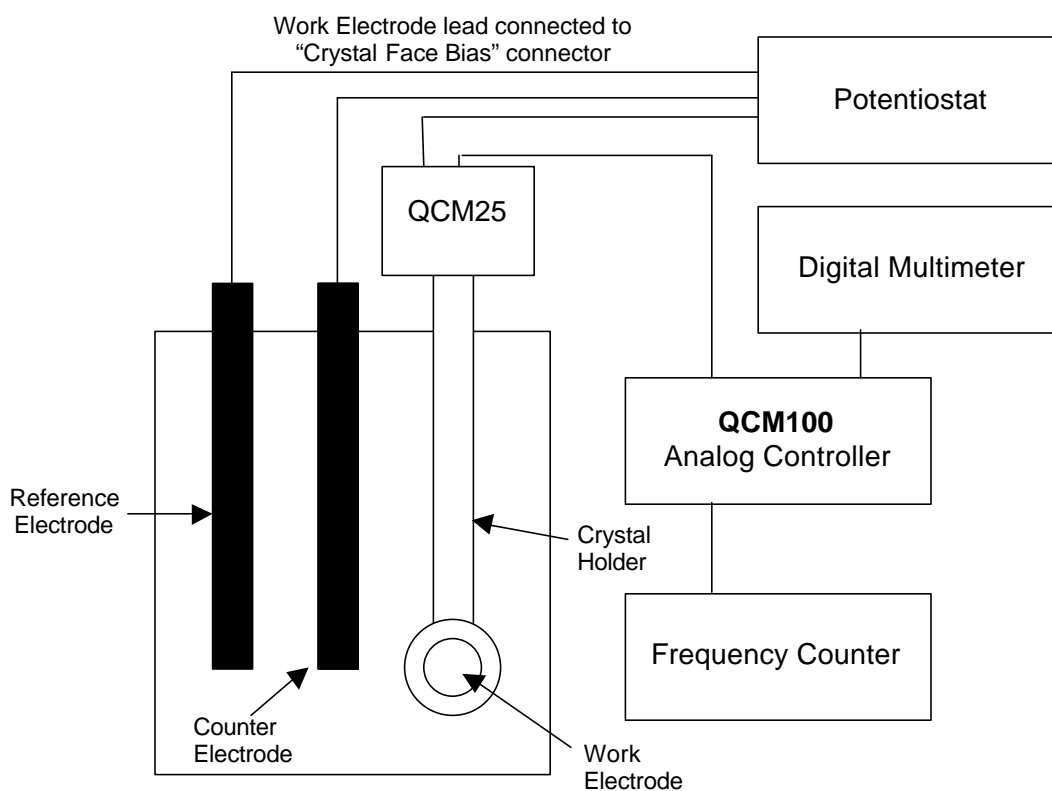 Work Electrode lead connected to
“Crystal Face Bias” connector
Potentiostat
QCM25
Digital Multimeter
QCM100
Analog Controller
Reference
Electrode
Crystal
Holder
Frequency Counter
Counter
Electrode
Work
Electrode